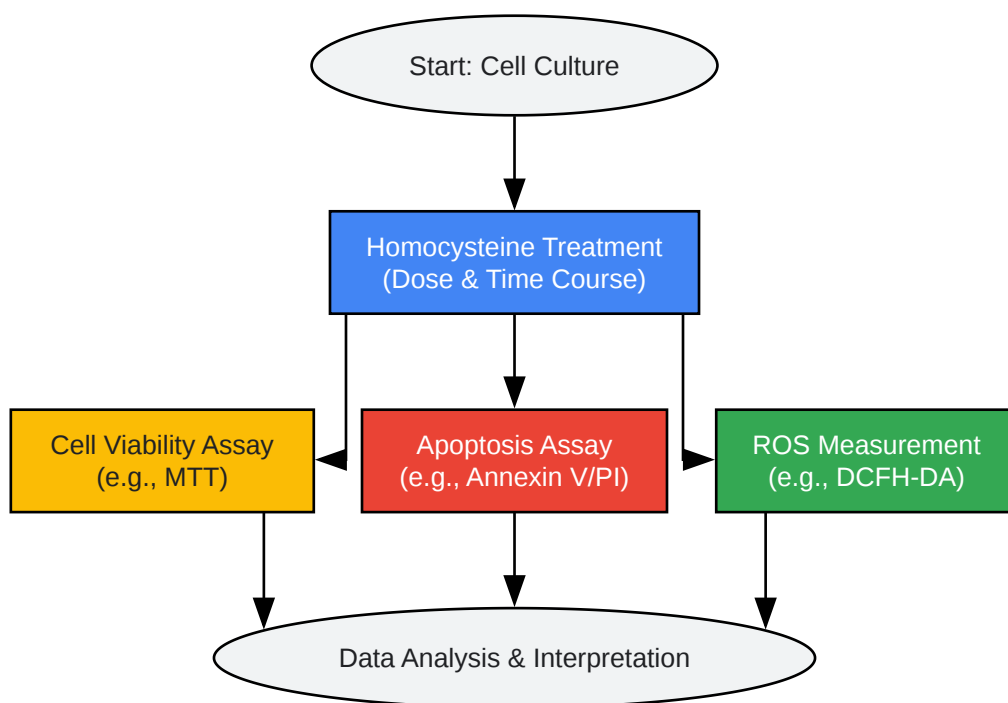 Start: Cell Culture
Homocysteine Treatment
(Dose & Time Course)
Cell Viability Assay
(e.g., MTT)
Apoptosis Assay
(e.g., Annexin V/PI)
ROS Measurement
(e.g., DCFH-DA)
Data Analysis & Interpretation